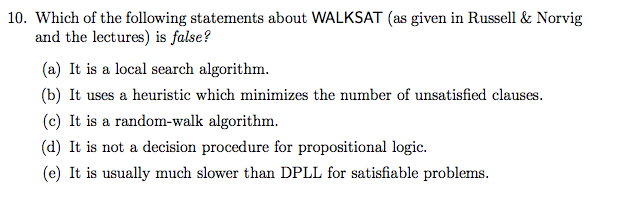 10. Which of the following statements about WALKSAT (as given in Russell & Norvig
and the lectures) is false?
(a) It is a local search algorithm.
(b) It uses a heuristic which minimizes the number of unsatisfied clauses.
(c) It is a random-walk algorithm.
(d) It is not a decision procedure for propositional logic.
(e) It is usually much slower than DPLL for satisfiable problems.